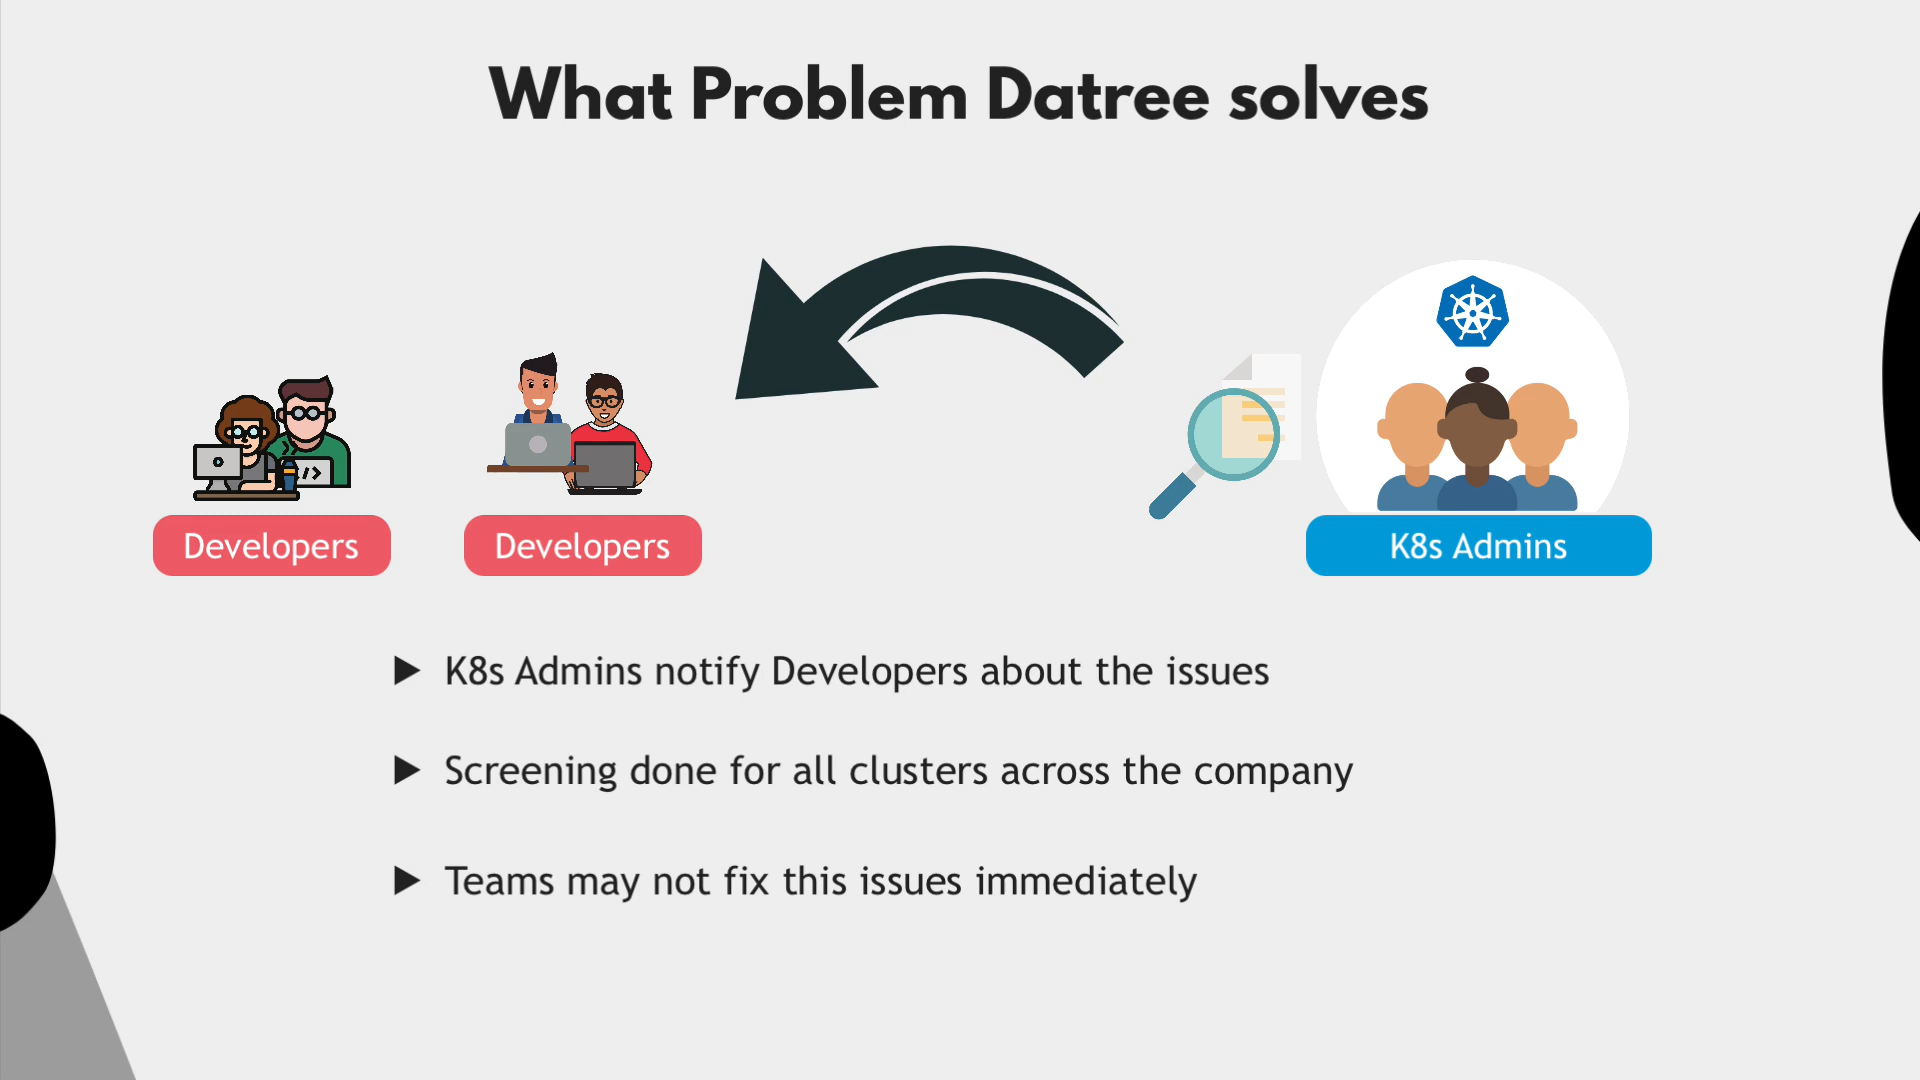 What Problem Datree solves
</>
Developers
Developers
K8s Admins
K8s Admins notify Developers about the issues
Screening done for all clusters across the company
Teams may not fix this issues immediately